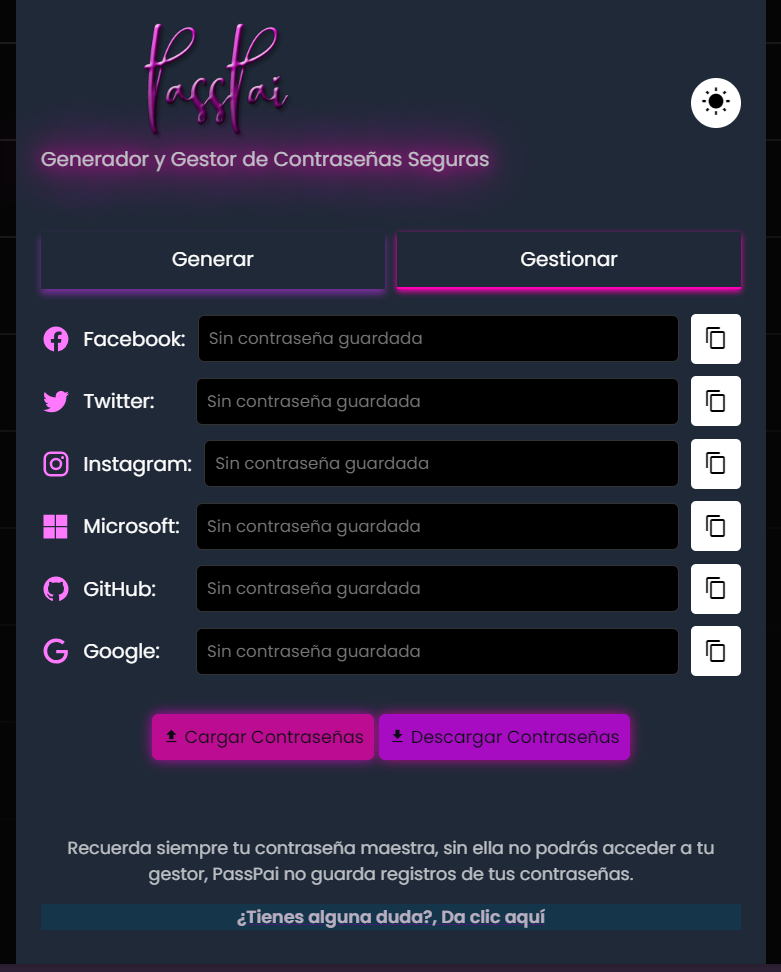 PassPai
Generador y Gestor de Contraseñas Seguras
Generar
Gestionar
Facebook:
Sin contraseña guardada
Twitter:
Sin contraseña guardada
Instagram:
Sin contraseña guardada
Microsoft:
Sin contraseña guardada
GitHub:
Sin contraseña guardada
Google:
Sin contraseña guardada
Cargar Contraseñas
Descargar Contraseñas
Recuerda siempre tu contraseña maestra, sin ella no podrás acceder a tu
gestor, PassPai no guarda registros de tus contraseñas.
¿Tienes alguna duda?, Da clic aquí